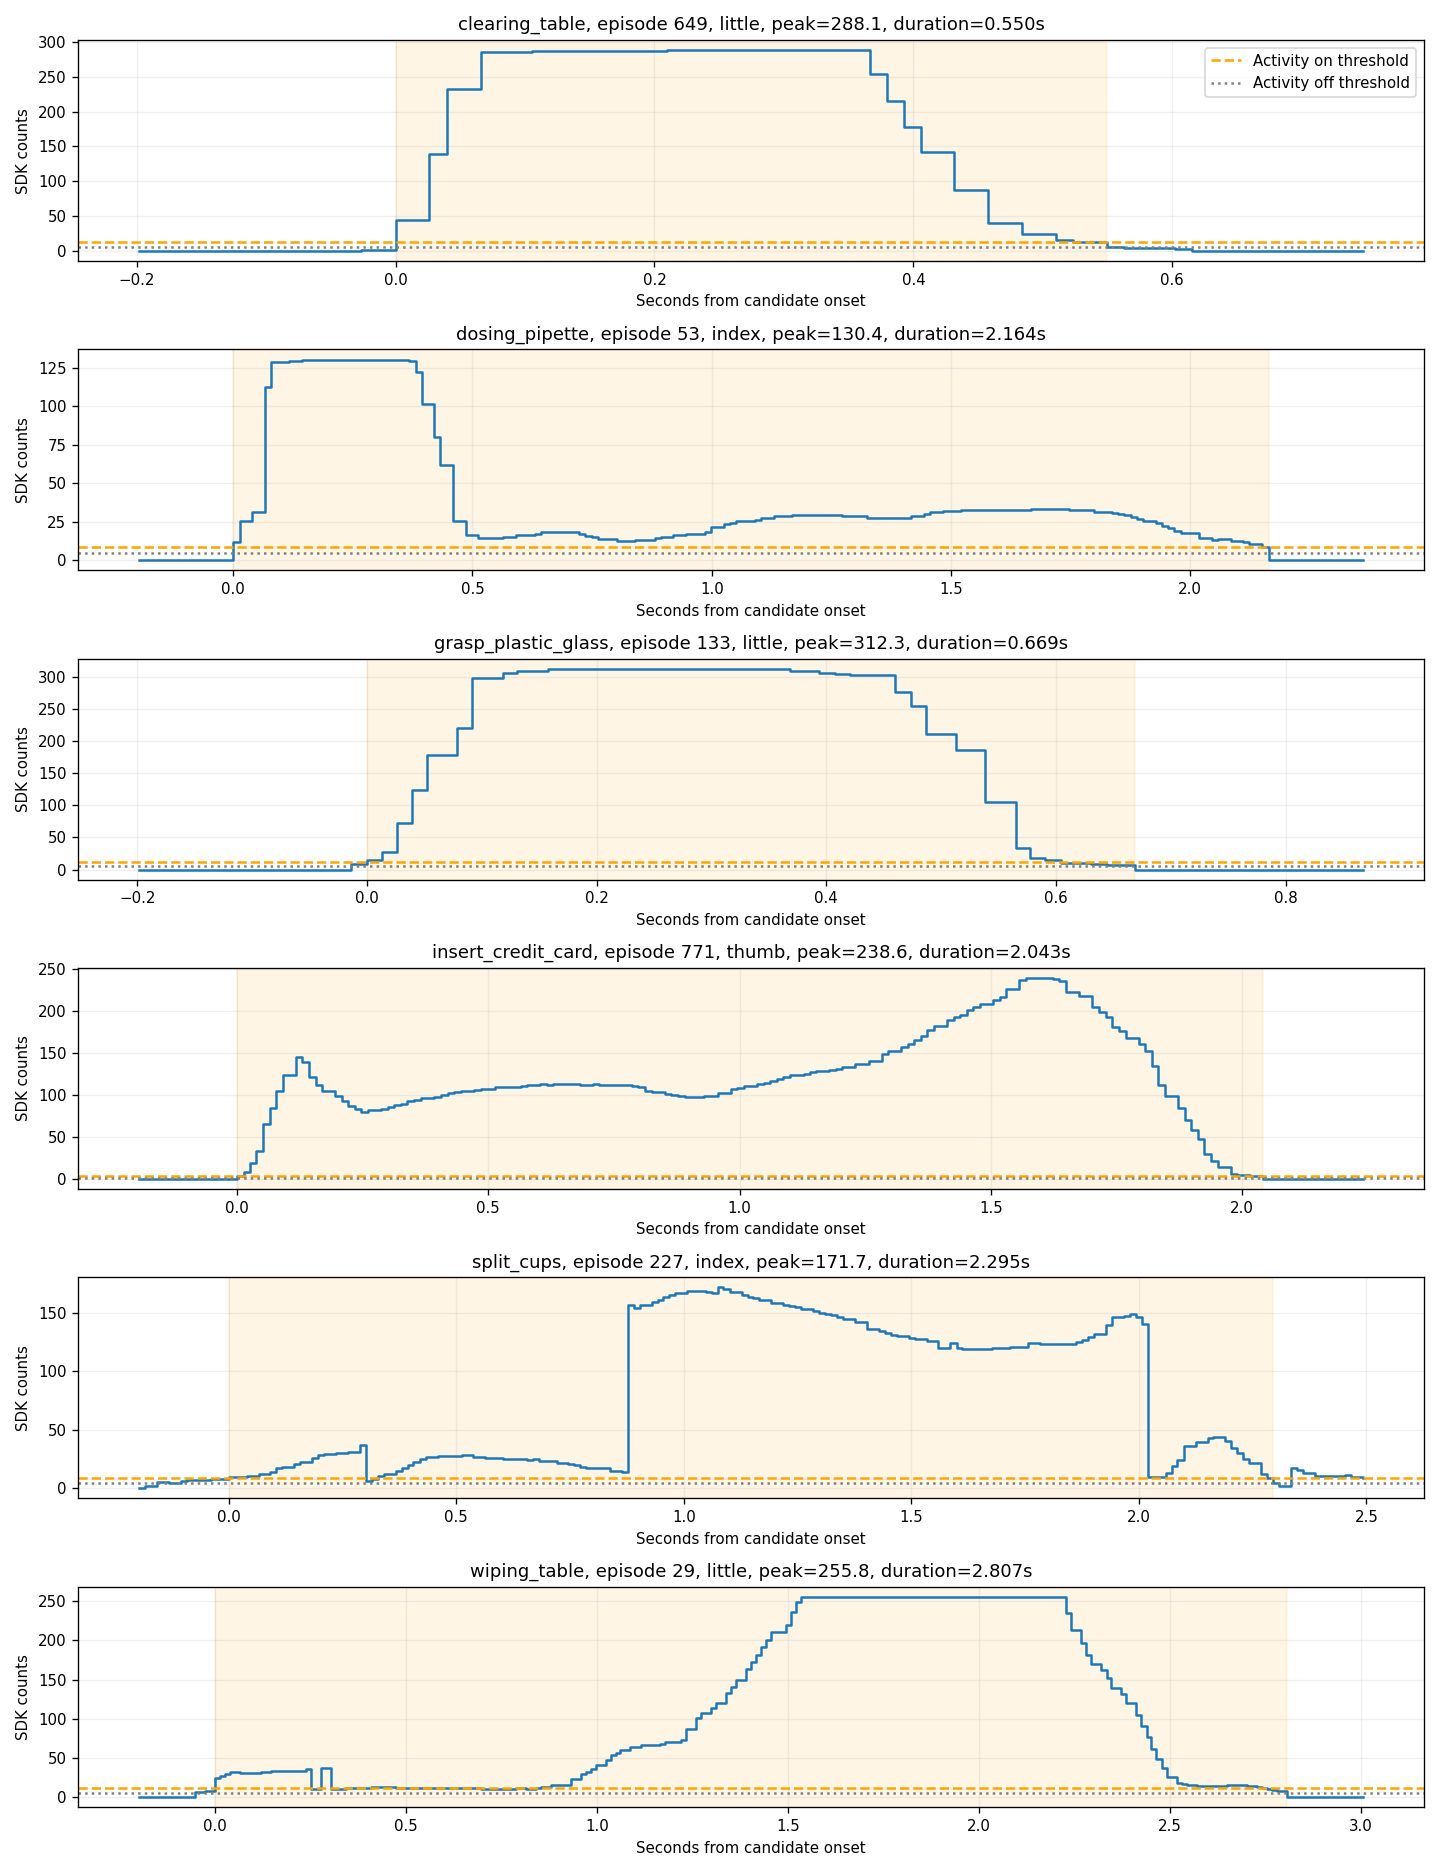 clearing_table, episode 649, little, peak=288.1, duration=0.550s
300
250
200
150
100
50
0
SDK counts
Activity on threshold
Activity off threshold
−0.2 0.0 0.2 0.4 0.6
Seconds from candidate onset
dosing_pipette, episode 53, index, peak=130.4, duration=2.164s
125
100
75
50
25
0
SDK counts
0.0 0.5 1.0 1.5 2.0
Seconds from candidate onset
grasp_plastic_glass, episode 133, little, peak=312.3, duration=0.669s
300
250
200
150
100
50
0
SDK counts
−0.2 0.0 0.2 0.4 0.6 0.8
Seconds from candidate onset
insert_credit_card, episode 771, thumb, peak=238.6, duration=2.043s
250
200
150
100
50
0
SDK counts
0.0 0.5 1.0 1.5 2.0
Seconds from candidate onset
split_cups, episode 227, index, peak=171.7, duration=2.295s
150
100
50
0
SDK counts
0.0 0.5 1.0 1.5 2.0 2.5
Seconds from candidate onset
wiping_table, episode 29, little, peak=255.8, duration=2.807s
250
200
150
100
50
0
SDK counts
0.0 0.5 1.0 1.5 2.0 2.5 3.0
Seconds from candidate onset